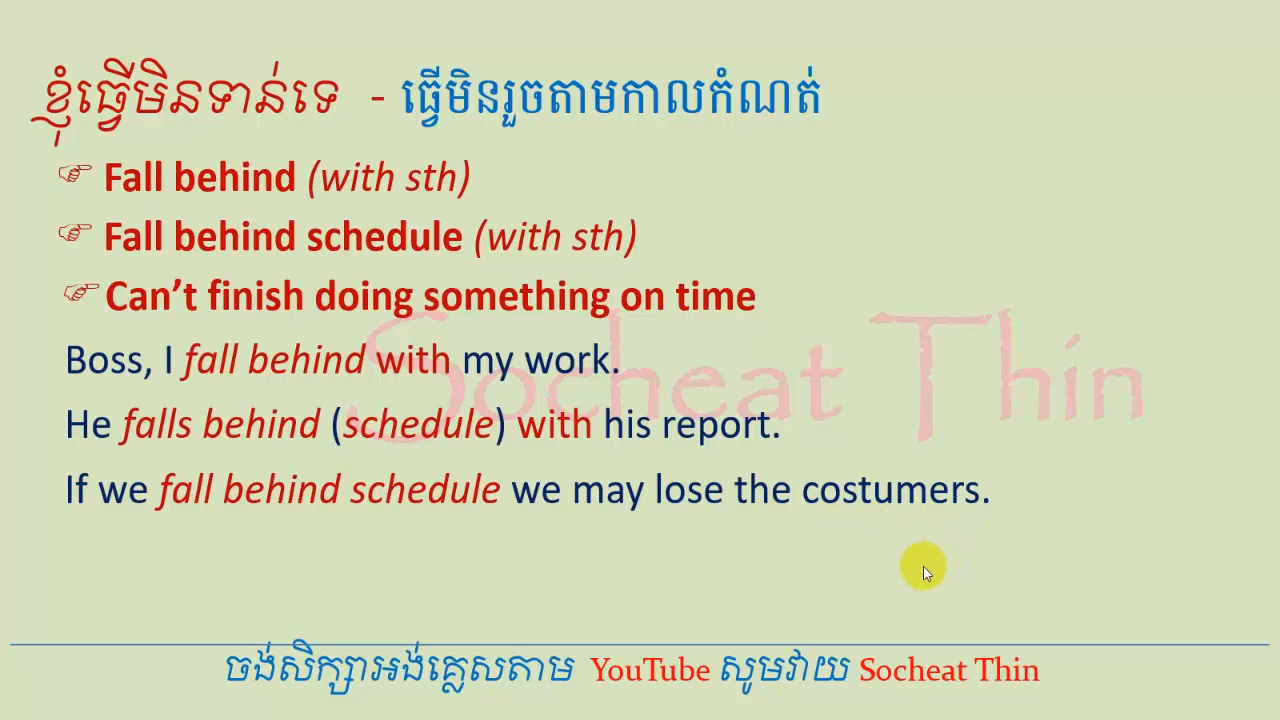 ខ្ញុំធ្វើមិនទាន់ទេ - ធ្វើមិនរួចតាមកាលកំណត់
Fall behind (with sth)
Fall behind schedule (with sth)
Can't finish doing something on time
Socheat Thin
Boss, I fall behind with my work.
He falls behind (schedule) with his report.
If we fall behind schedule we may lose the costumers.
ចង់សិក្សាអង់គ្លេសតាម YouTube សូមវាយ Socheat Thin